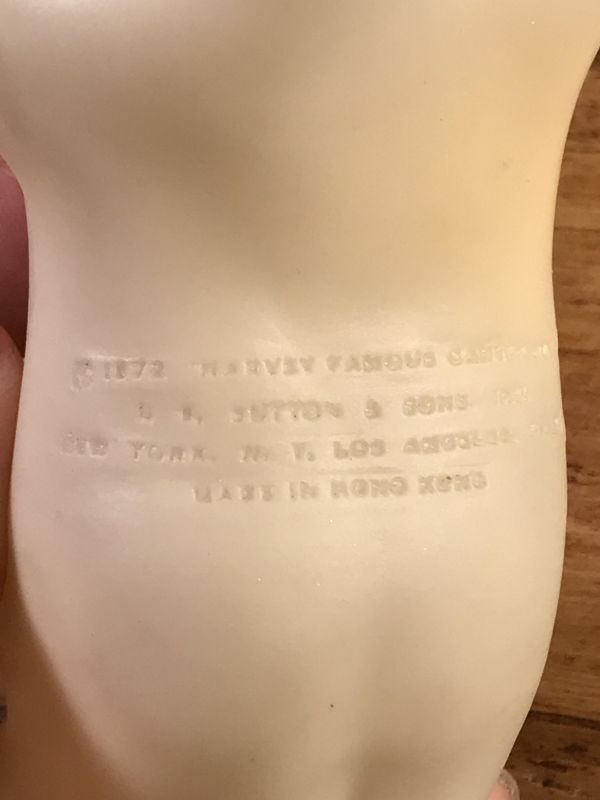 © 1972 HARVEY FAMOUS CARTOONS
SUTTON & SONS, INC.
NEW YORK, N. Y. LOS ANGELES
MADE IN HONG KONG